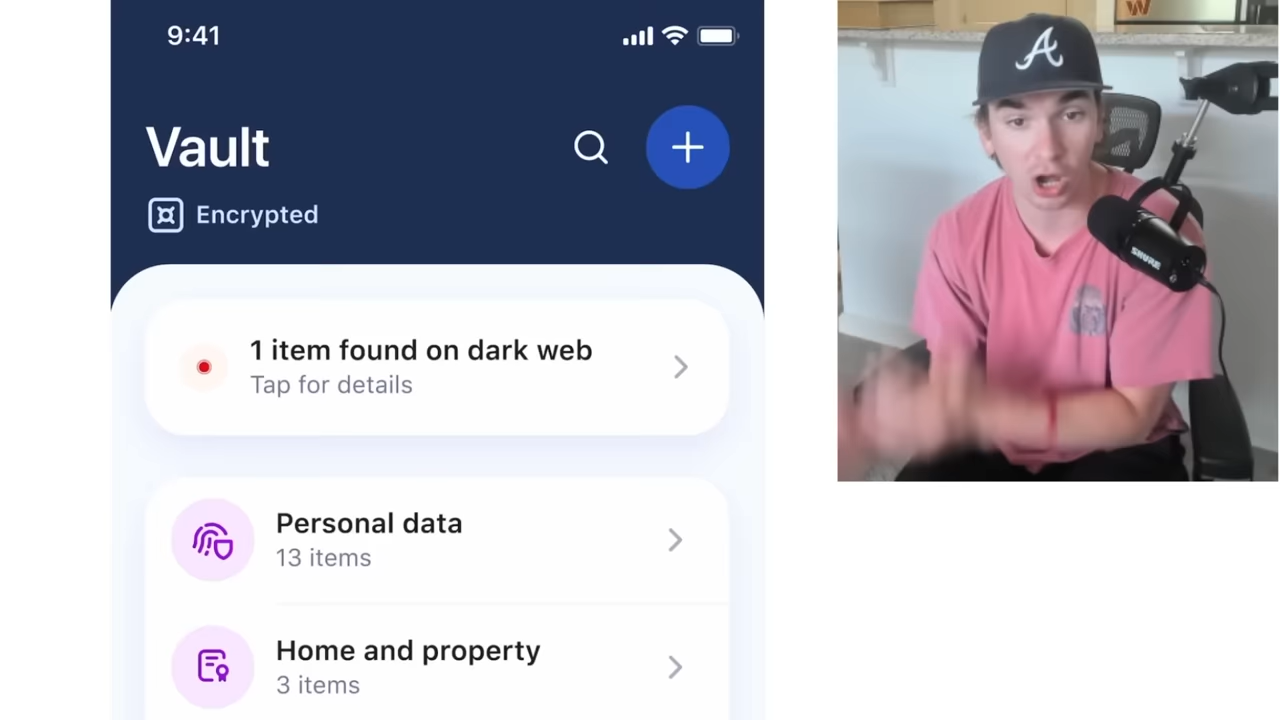 9:41
Vault
Encrypted
1 item found on dark web
Tap for details
Personal data
13 items
Home and property
3 items
A
W
SHURE